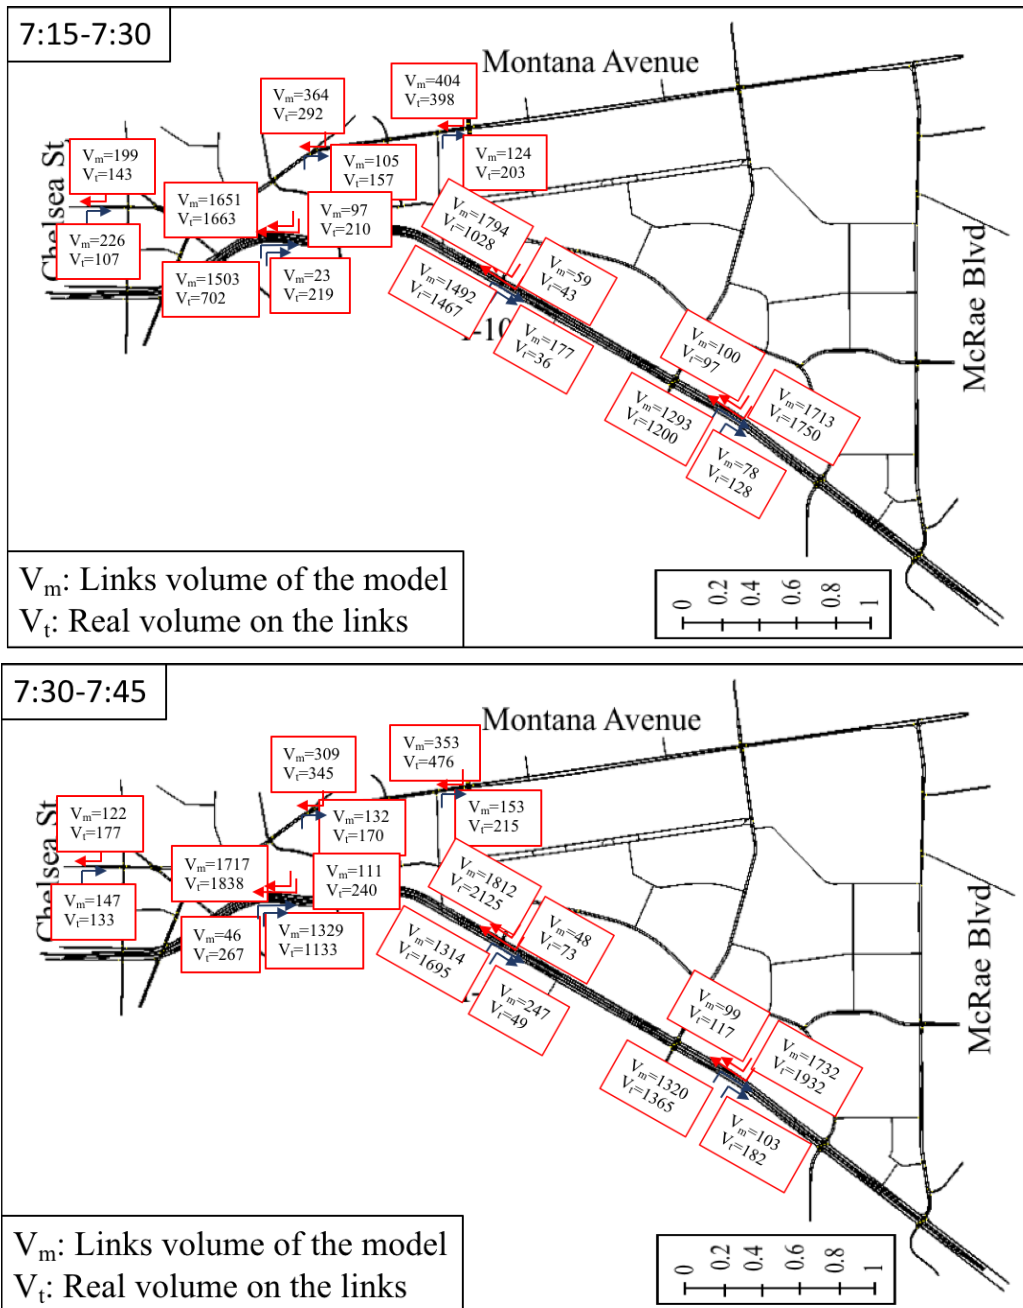 7:15-7:30
Montana Avenue
Vm=404
Vt=398
Vm=364
Vt=292
Vm=199
Vt=143
Vm=105
Vt=157
Vm=124
Vt=203
Chelsea St
Vm=1651
Vt=1663
Vm=97
Vt=210
Vm=1794
Vt=1028
Vm=226
Vt=107
Vm=1503
Vt=702
Vm=23
Vt=219
Vm=59
Vt=43
Vm=1492
Vt=1467
-10
Vm=177
Vt=36
Vm=100
Vt=97
McRae Blvd
Vm=1713
Vt=1750
Vm=1293
Vt=1200
Vm=78
Vt=128
Vm: Links volume of the model
Vt: Real volume on the links
0 0.2 0.4 0.6 0.8 1
7:30-7:45
Montana Avenue
Vm=353
Vt=476
Vm=309
Vt=345
Vm=122
Vt=177
Vm=132
Vt=170
Vm=153
Vt=215
Chelsea St
Vm=1717
Vt=1838
Vm=111
Vt=240
Vm=1812
Vt=2125
Vm=147
Vt=133
Vm=46
Vt=267
Vm=1329
Vt=1133
Vm=48
Vt=73
Vm=1314
Vt=1695
Vm=247
Vt=49
Vm=99
Vt=117
McRae Blvd
Vm=1732
Vt=1932
Vm=1320
Vt=1365
Vm=103
Vt=182
Vm: Links volume of the model
Vt: Real volume on the links
0 0.2 0.4 0.6 0.8 1